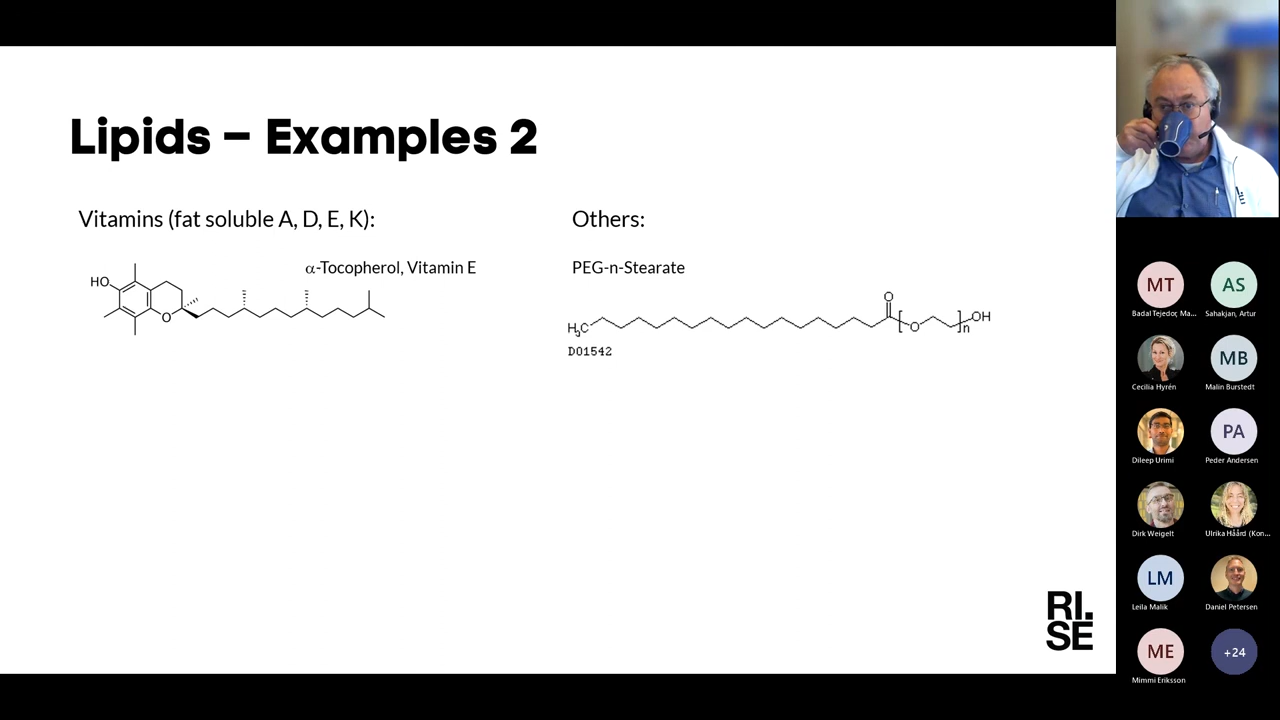 Lipids – Examples 2
Vitamins (fat soluble A, D, E, K):
α-Tocopherol, Vitamin E
HO
O
Others:
PEG-n-Stearate
O
H3C
O
n
OH
D01542
RI.
SE
MT
Badal Tejedor, Ma...
AS
Sahakjan, Artur
Cecilia Hyrén
MB
Malin Burstedt
Dileep Urimi
PA
Peder Andersen
Dirk Weigelt
Ulrika Håård (Kon...
LM
Leila Malik
Daniel Petersen
ME
Mimmi Eriksson
+24